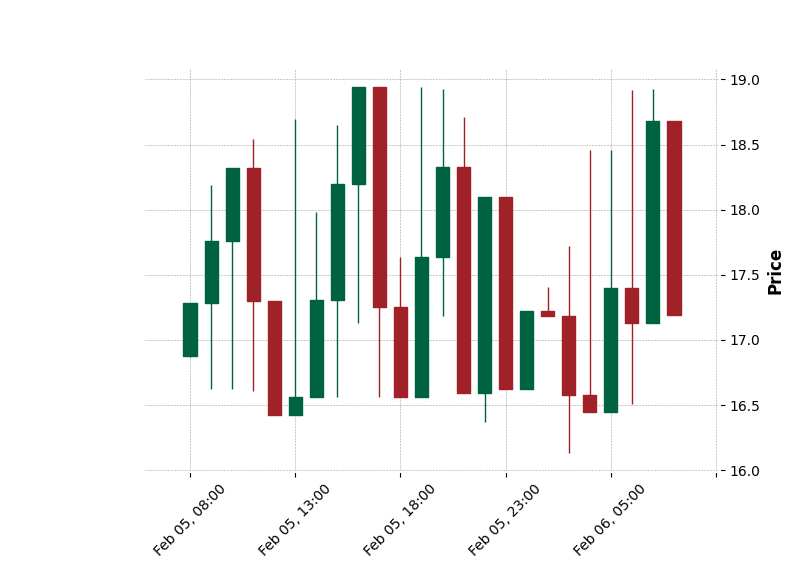 19.0
18.5
18.0
17.5
17.0
16.5
16.0
Price
Feb 05, 08:00
Feb 05, 13:00
Feb 05, 18:00
Feb 05, 23:00
Feb 06, 05:00